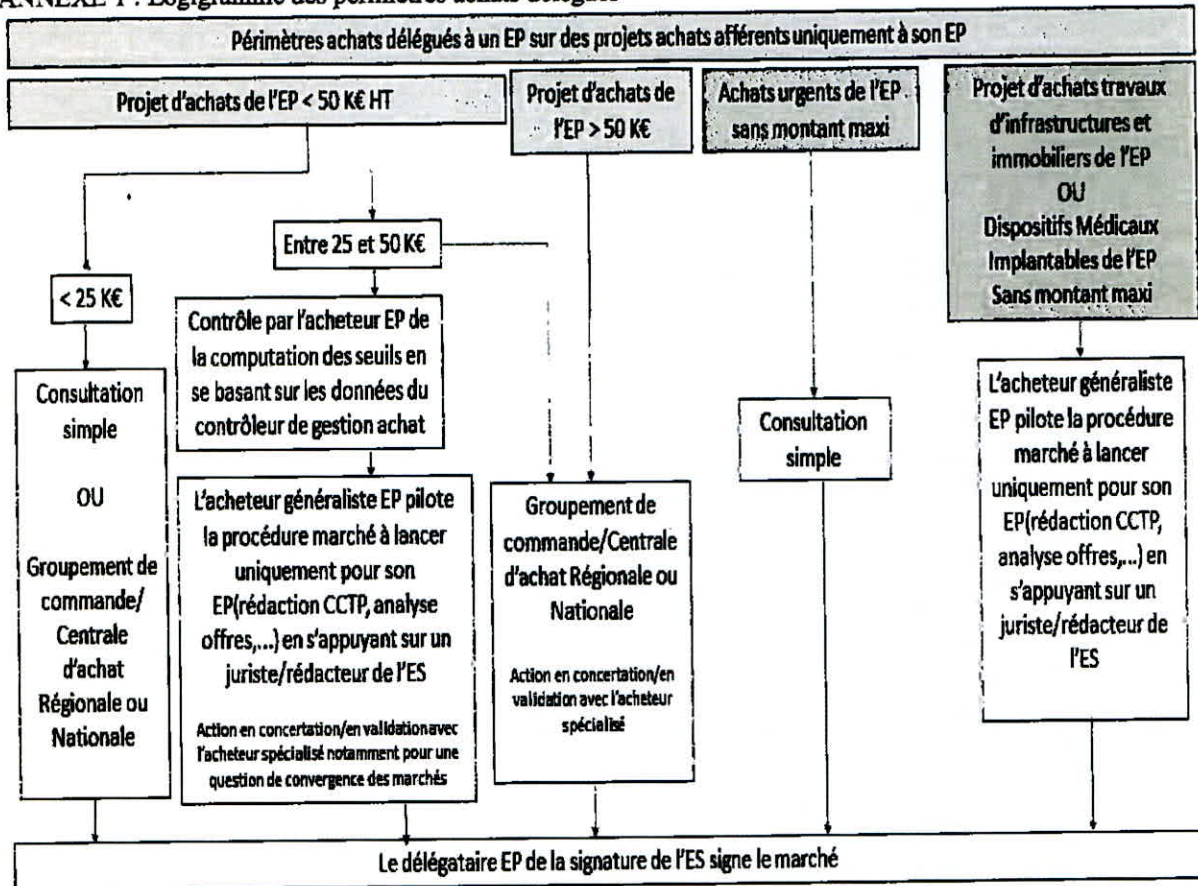 ANNEXE 1 : Logigramme des périmètres achats délégués
Périmètres achats délégués à un EP sur des projets achats afférents uniquement à son EP
Projet d'achats de l'EP < 50 K€ HT
< 25 K€
Consultation
simple
OU
Groupement de
commande/
Centrale
d'achat
Régionale ou
Nationale
Entre 25 et 50 K€
Contrôle par l'acheteur EP de
la computation des seuils en
se basant sur les données du
contrôleur de gestion achat
L'acheteur généraliste EP pilote
la procédure marché à lancer
uniquement pour son
EP(rédaction CCTP, analyse
offres,...) en s'appuyant sur un
juriste/rédacteur de l'ES
Action en concertation/en validation avec
l'acheteur spécialisé notamment pour une
question de convergence des marchés
Projet d'achats de
l'EP > 50 K€
Groupement de
commande/Centrale
d'achat Régionale ou
Nationale
Action en concertation/en
validation avec l'acheteur
spécialisé
Achats urgents de l'EP
sans montant maxi
Consultation
simple
Projet d'achats travaux
d'infrastructures et
immobiliers de l'EP
OU
Dispositifs Médicaux
Implantables de l'EP
Sans montant maxi
L'acheteur généraliste
EP pilote la procédure
marché à lancer
uniquement pour son
EP(rédaction CCTP,
analyse offres,...) en
s'appuyant sur un
juriste/rédacteur de
l'ES
Le délégataire EP de la signature de l'ES signe le marché